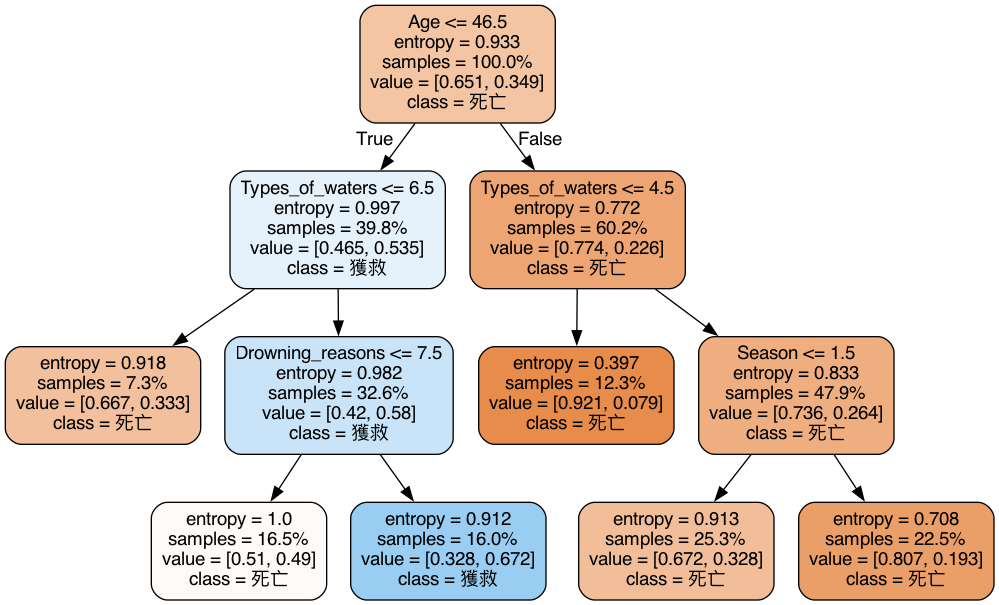 Age <= 46.5
entropy = 0.933
samples = 100.0%
value = [0.651, 0.349]
class = 死亡
True
False
Types_of_waters <= 6.5
entropy = 0.997
samples = 39.8%
value = [0.465, 0.535]
class = 獲救
Types_of_waters <= 4.5
entropy = 0.772
samples = 60.2%
value = [0.774, 0.226]
class = 死亡
entropy = 0.918
samples = 7.3%
value = [0.667, 0.333]
class = 死亡
Drowning_reasons <= 7.5
entropy = 0.982
samples = 32.6%
value = [0.42, 0.58]
class = 獲救
entropy = 0.397
samples = 12.3%
value = [0.921, 0.079]
class = 死亡
Season <= 1.5
entropy = 0.833
samples = 47.9%
value = [0.736, 0.264]
class = 死亡
entropy = 1.0
samples = 16.5%
value = [0.51, 0.49]
class = 死亡
entropy = 0.912
samples = 16.0%
value = [0.328, 0.672]
class = 獲救
entropy = 0.913
samples = 25.3%
value = [0.672, 0.328]
class = 死亡
entropy = 0.708
samples = 22.5%
value = [0.807, 0.193]
class = 死亡